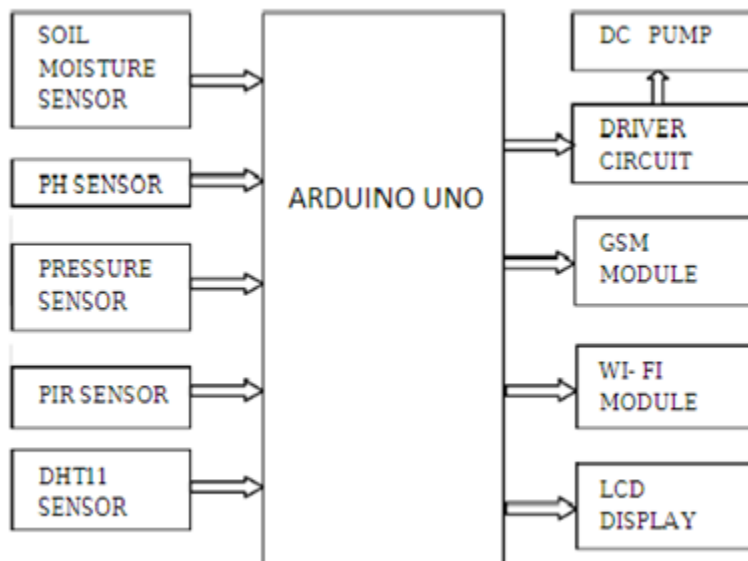 SOIL
MOISTURE
SENSOR
PH SENSOR
PRESSURE
SENSOR
PIR SENSOR
DHT11
SENSOR
ARDUINO UNO
DC PUMP
DRIVER
CIRCUIT
GSM
MODULE
WI- FI
MODULE
LCD
DISPLAY